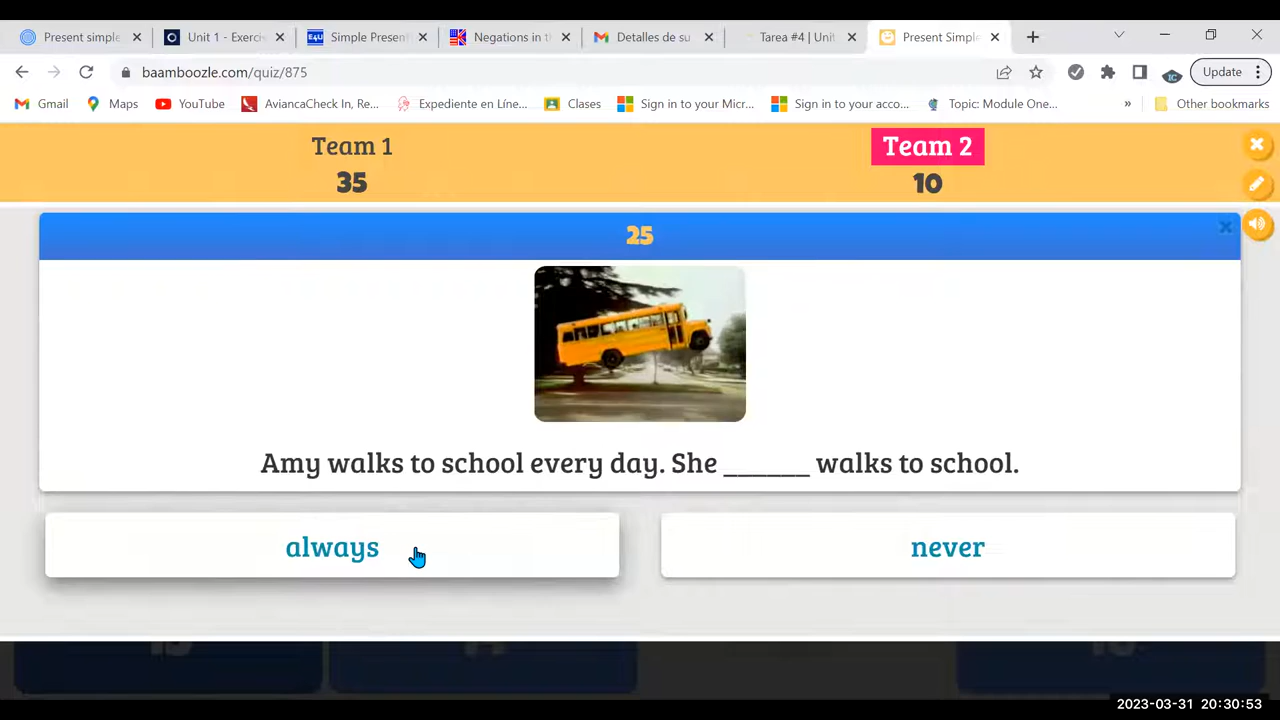 Present simple
Unit 1 - Exerci
Simple Present
Negations in th
Detalles de su
Tarea #4 | Unit
Present Simple
baamboozle.com/quiz/875
Update
Gmail
Maps
YouTube
AviancaCheck In, Re...
Expediente en Líne...
Clases
Sign in to your Micr...
Sign in to your acco...
Topic: Module One...
»
Other bookmarks
Team 1
Team 2
35
10
25
Amy walks to school every day. She ______ walks to school.
always
never
2023-03-31 20:30:53